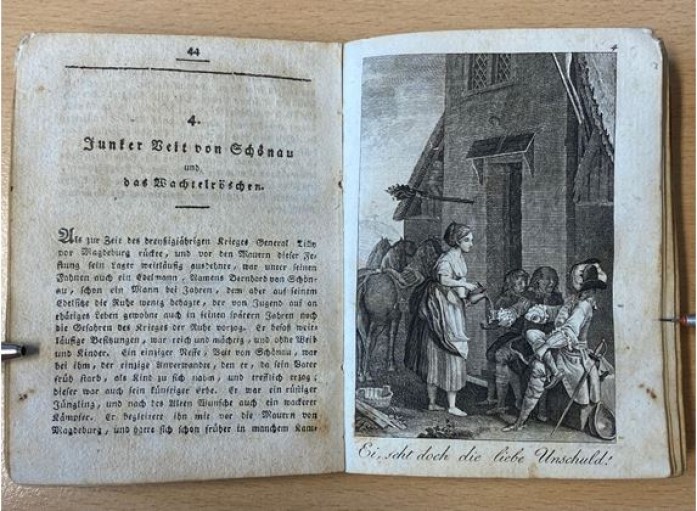 44
4.
Junker Veit von Schönau
und
das Wachtelröschen.
Als zur Zeit des dreyßigjährigen Krieges General Tilly
vor Magdeburg rückte, und vor den Mauern dieser Fe-
stung sein Lager weitläufig ausdehnte, war unter seinen
Fahnen auch ein Edelmann, Namens Bernhard von Schön-
au, schon ein Mann bei Jahren, dem aber auf seinem
Edelsitze die Ruhe wenig behagte, der von Jugend auf an
thätiges Leben gewohnt auch in seinen spätern Jahren noch
die Gefahren des Krieges der Ruhe vorzog. Er besaß weit-
läufige Besitzungen, war reich und mächtig, und ohne Weib
und Kinder. Ein einziger Neffe, Veit von Schönau, war
bei ihm, der einzige Anverwandte, den er, da sein Vater
früh starb, als Kind zu sich nahm, und trefflich erzog;
dieser war auch sein künftiger Erbe. Er war ein rüstiger
Jüngling, und nach des Alten Wunsche auch ein wackerer
Kämpfer. Er begleitete ihn mit vor die Mauern von
Magdeburg, und hatte sich schon früher in manchem Kam-
Ei, seht doch die liebe Unschuld!